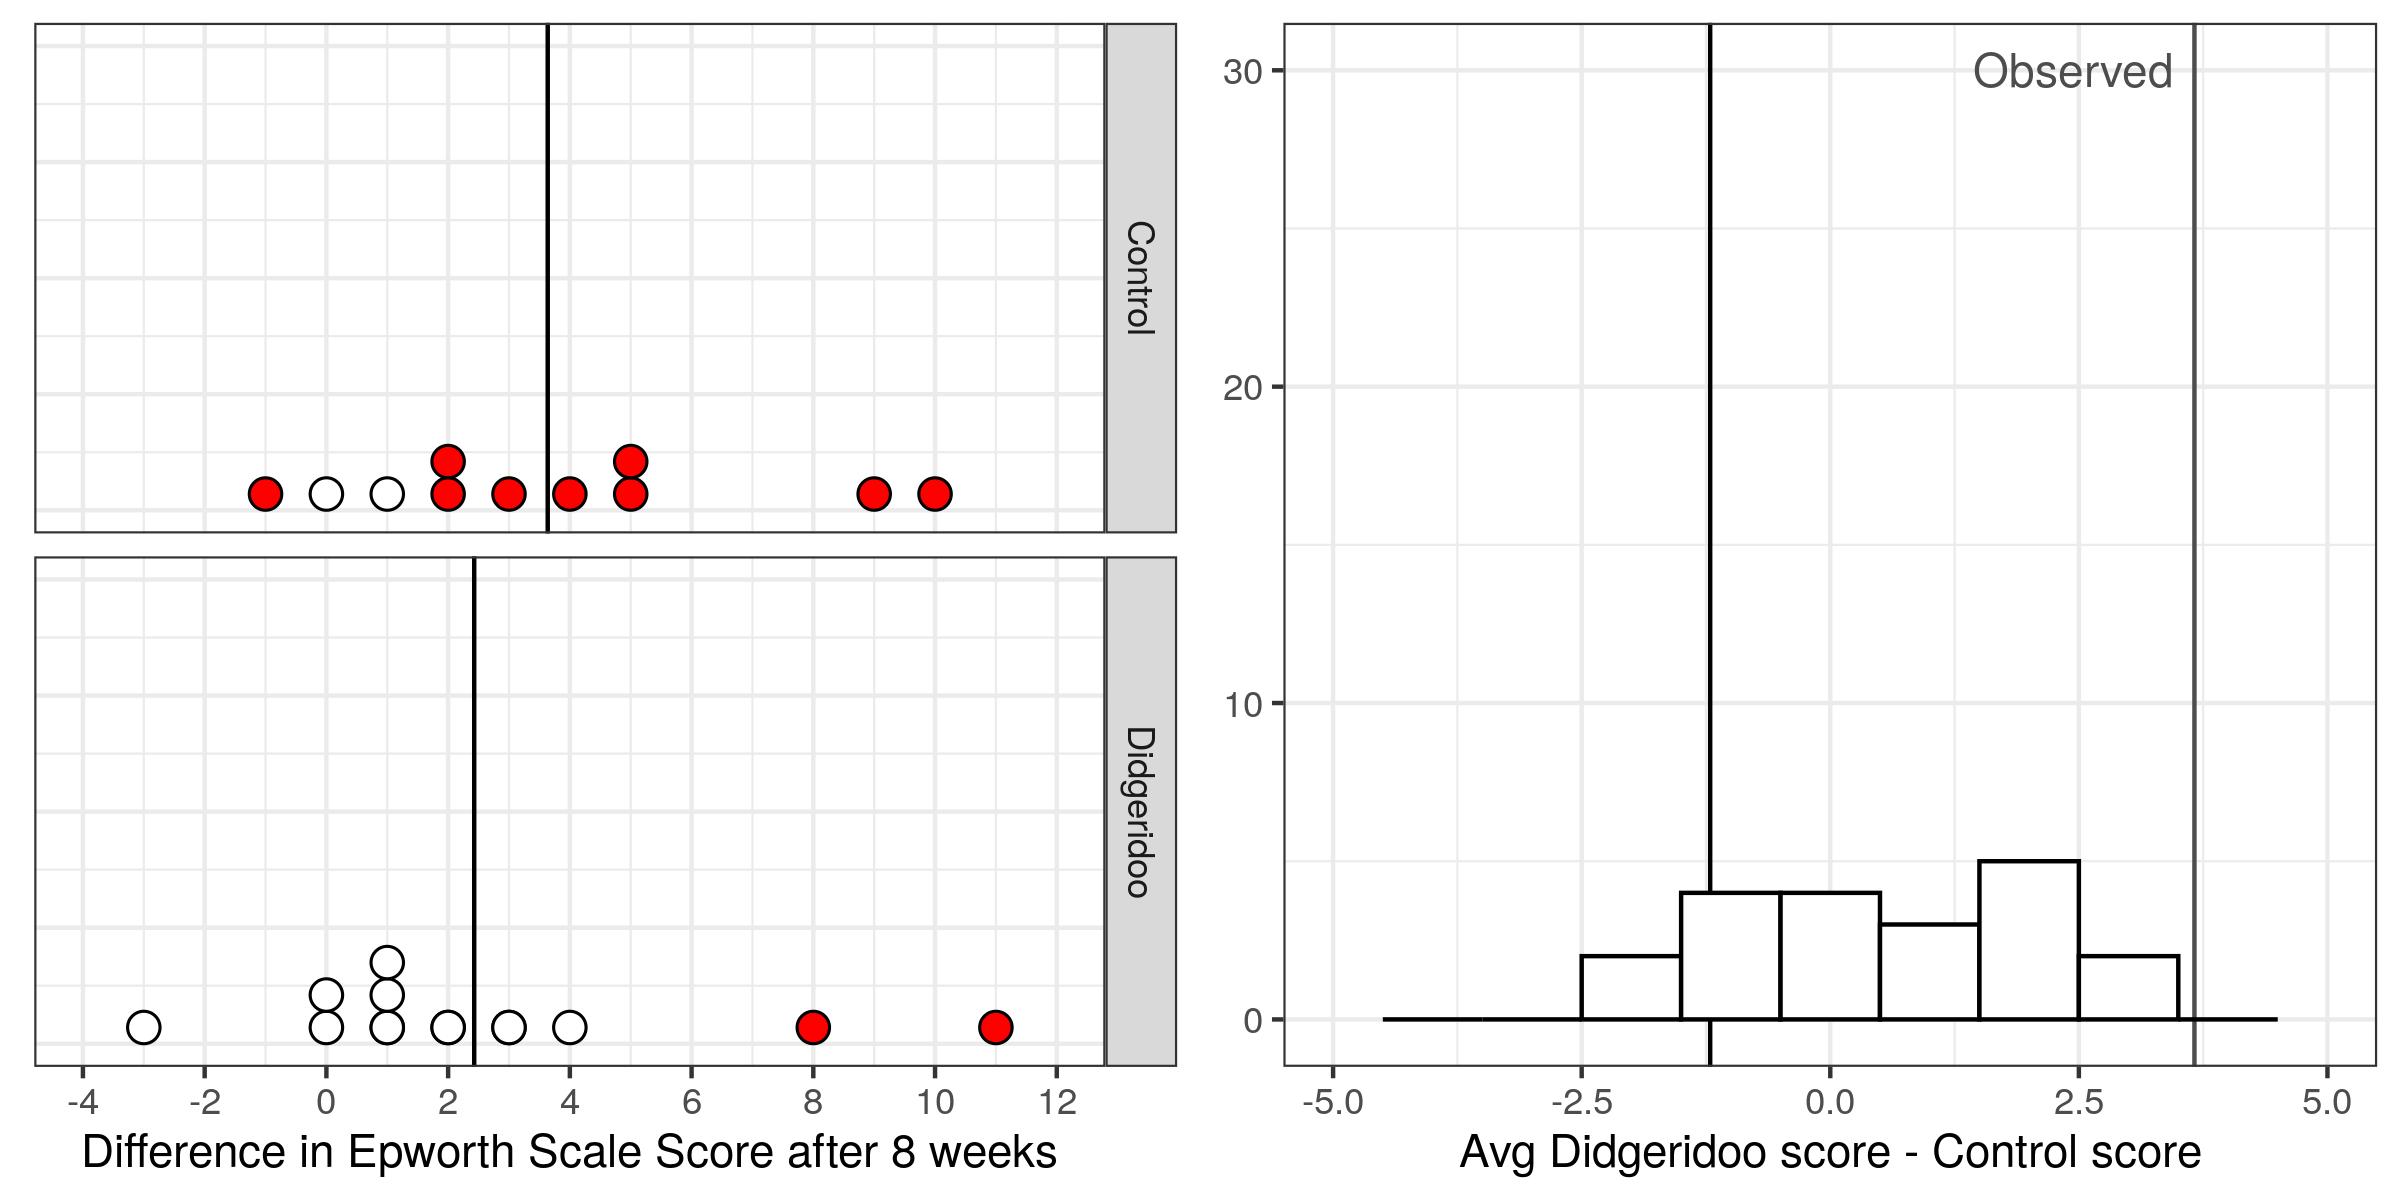 Control
Didgeridoo
-4 -2 0 2 4 6 8 10 12
Difference in Epworth Scale Score after 8 weeks
Observed
30
20
10
0
-5.0 -2.5 0.0 2.5 5.0
Avg Didgeridoo score - Control score